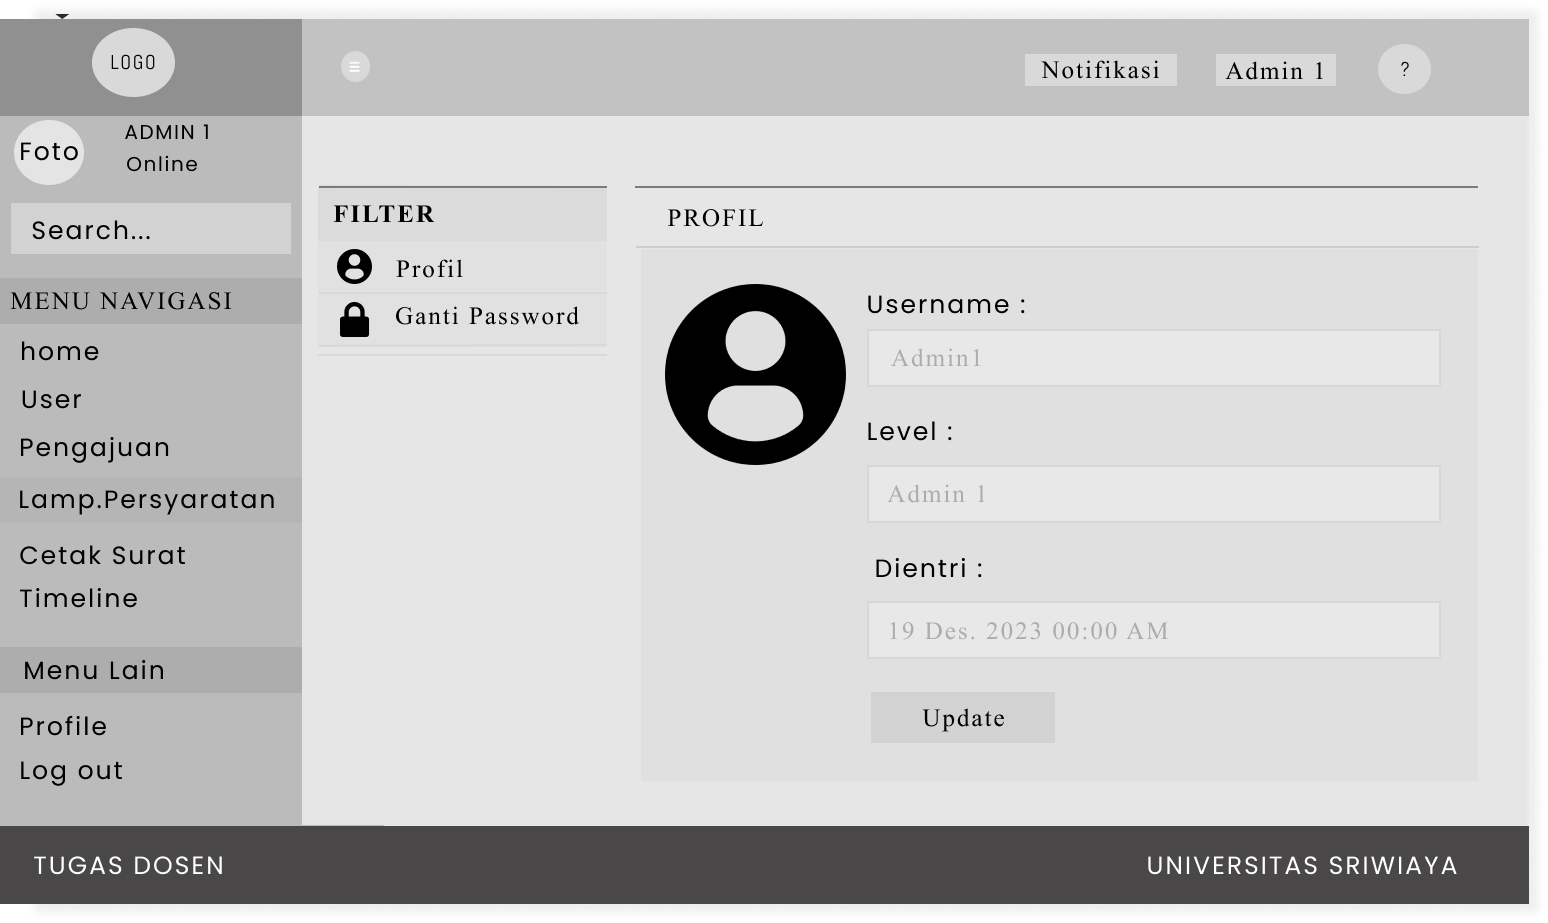 LOGO
Notifikasi
Admin 1
?
Foto
ADMIN 1
Online
Search...
MENU NAVIGASI
home
User
Pengajuan
Lamp.Persyaratan
Cetak Surat
Timeline
Menu Lain
Profile
Log out
FILTER
Profil
Ganti Password
PROFIL
Username :
Admin1
Level :
Admin 1
Dientri :
19 Des. 2023 00:00 AM
Update
TUGAS DOSEN
UNIVERSITAS SRIWIAYA